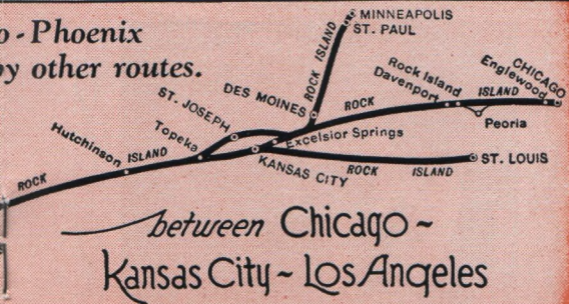 o-Phoenix
by other routes.
MINNEAPOLIS
ST. PAUL
ROCK ISLAND
DES MOINES
ROCK ISLAND
Rock Island
Davenport
Englewood
CHICAGO
Peoria
ST. JOSEPH
Topeka
Hutchinson
ROCK ISLAND
Excelsior Springs
KANSAS CITY
ROCK ISLAND
ST. LOUIS
between Chicago ~
Kansas City ~ Los Angeles